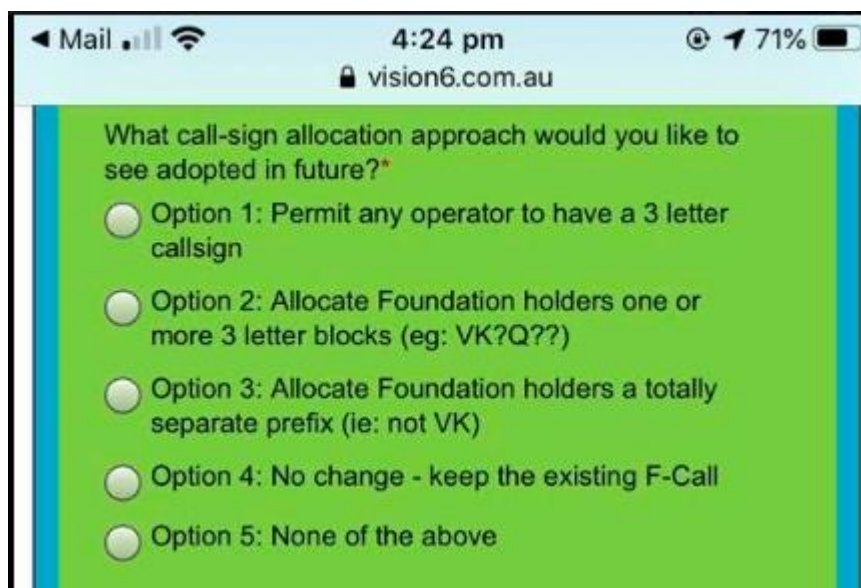 ◀ Mail 4:24 pm 71%
vision6.com.au
What call-sign allocation approach would you like to
see adopted in future?*
Option 1: Permit any operator to have a 3 letter
callsign
Option 2: Allocate Foundation holders one or
more 3 letter blocks (eg: VK?Q??)
Option 3: Allocate Foundation holders a totally
separate prefix (ie: not VK)
Option 4: No change - keep the existing F-Call
Option 5: None of the above